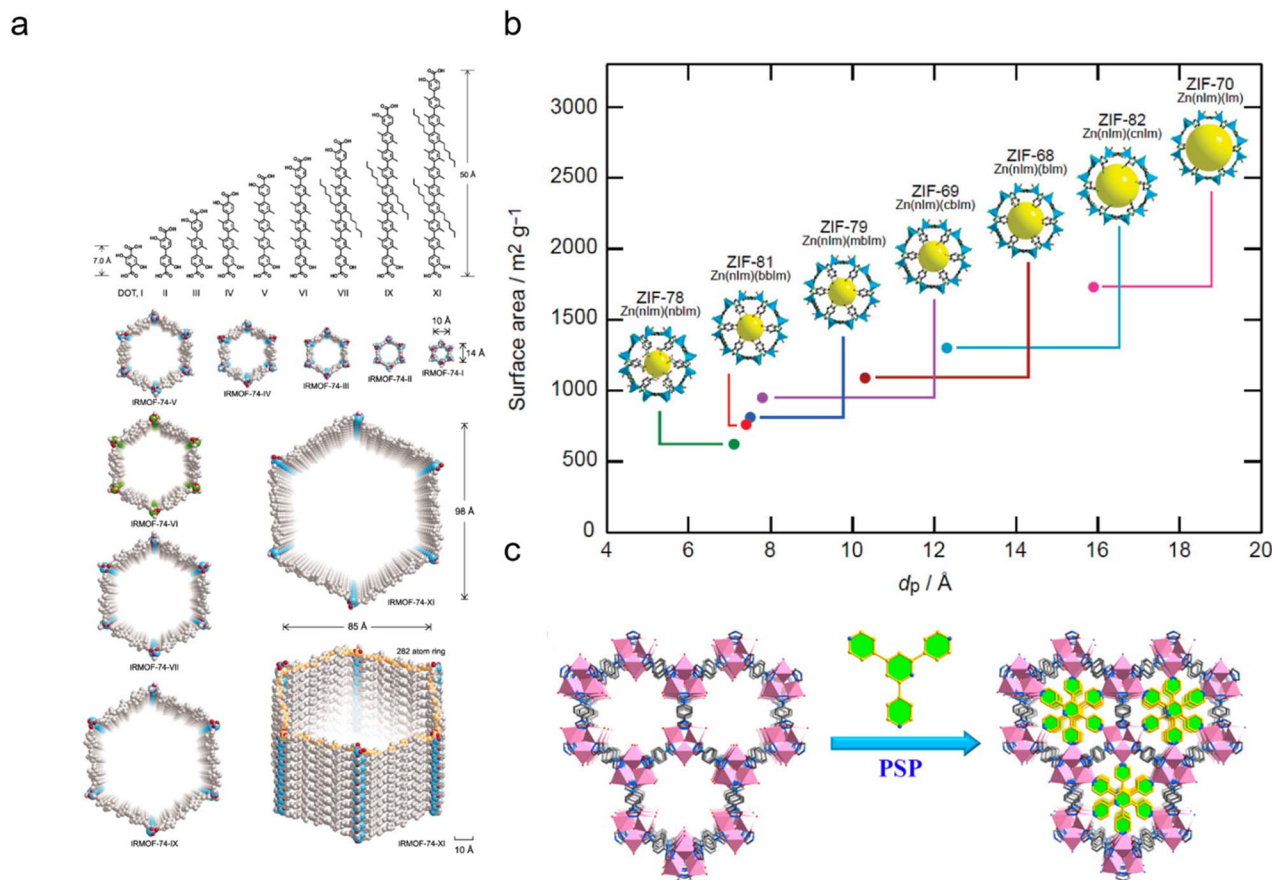 a
50 Å
7.0 Å
DOT, I II III IV V VI VII IX XI
10 Å
14 Å
IRMOF-74-V
IRMOF-74-IV
IRMOF-74-III
IRMOF-74-II
IRMOF-74-I
IRMOF-74-VI
98 Å
IRMOF-74-XI
IRMOF-74-VII
85 Å
282 atom ring
IRMOF-74-IX
IRMOF-74-XI
10 Å
b
Surface area / m2 g−1
3000
2500
2000
1500
1000
500
0
ZIF-78
Zn(nIm)(nbIm)
ZIF-81
Zn(nIm)(bbIm)
ZIF-79
Zn(nIm)(mbIm)
ZIF-69
Zn(nIm)(cbIm)
ZIF-68
Zn(nIm)(bIm)
ZIF-82
Zn(nIm)(cnIm)
ZIF-70
Zn(nIm)(Im)
4 6 8 10 12 14 16 18 20
dp / Å
c
PSP